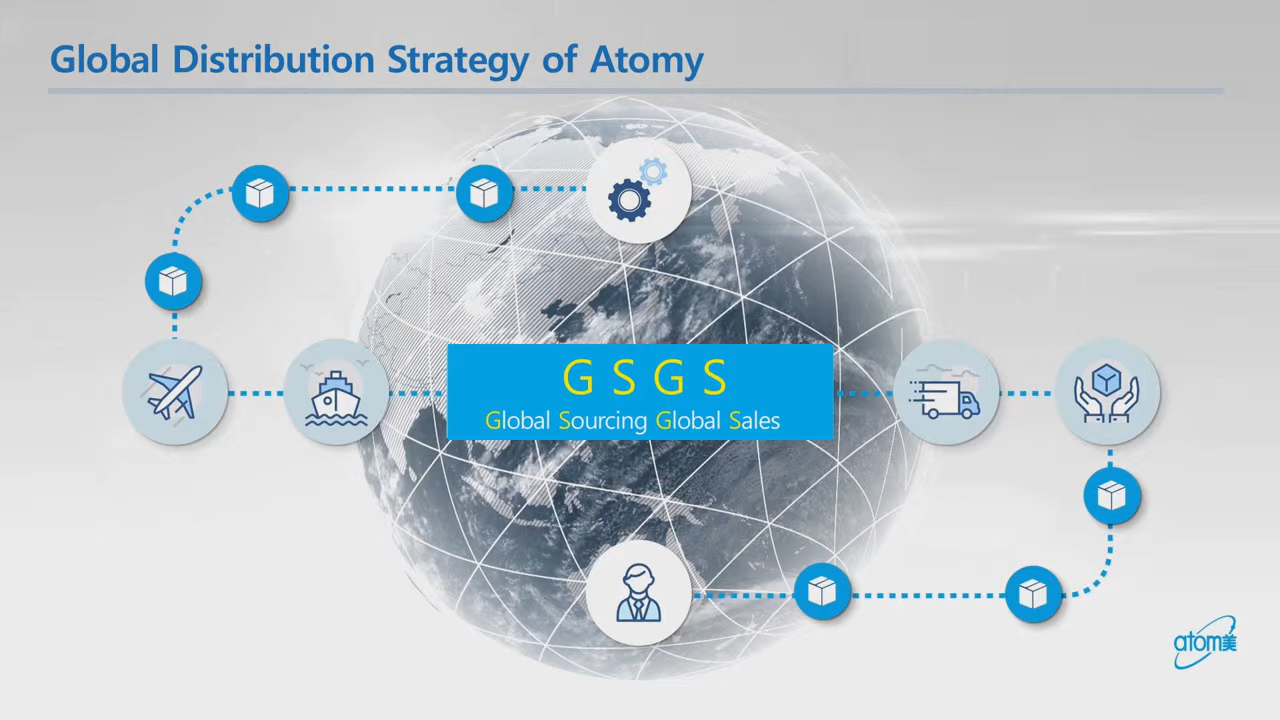 Global Distribution Strategy of Atomy
G S G S
Global Sourcing Global Sales
atom美